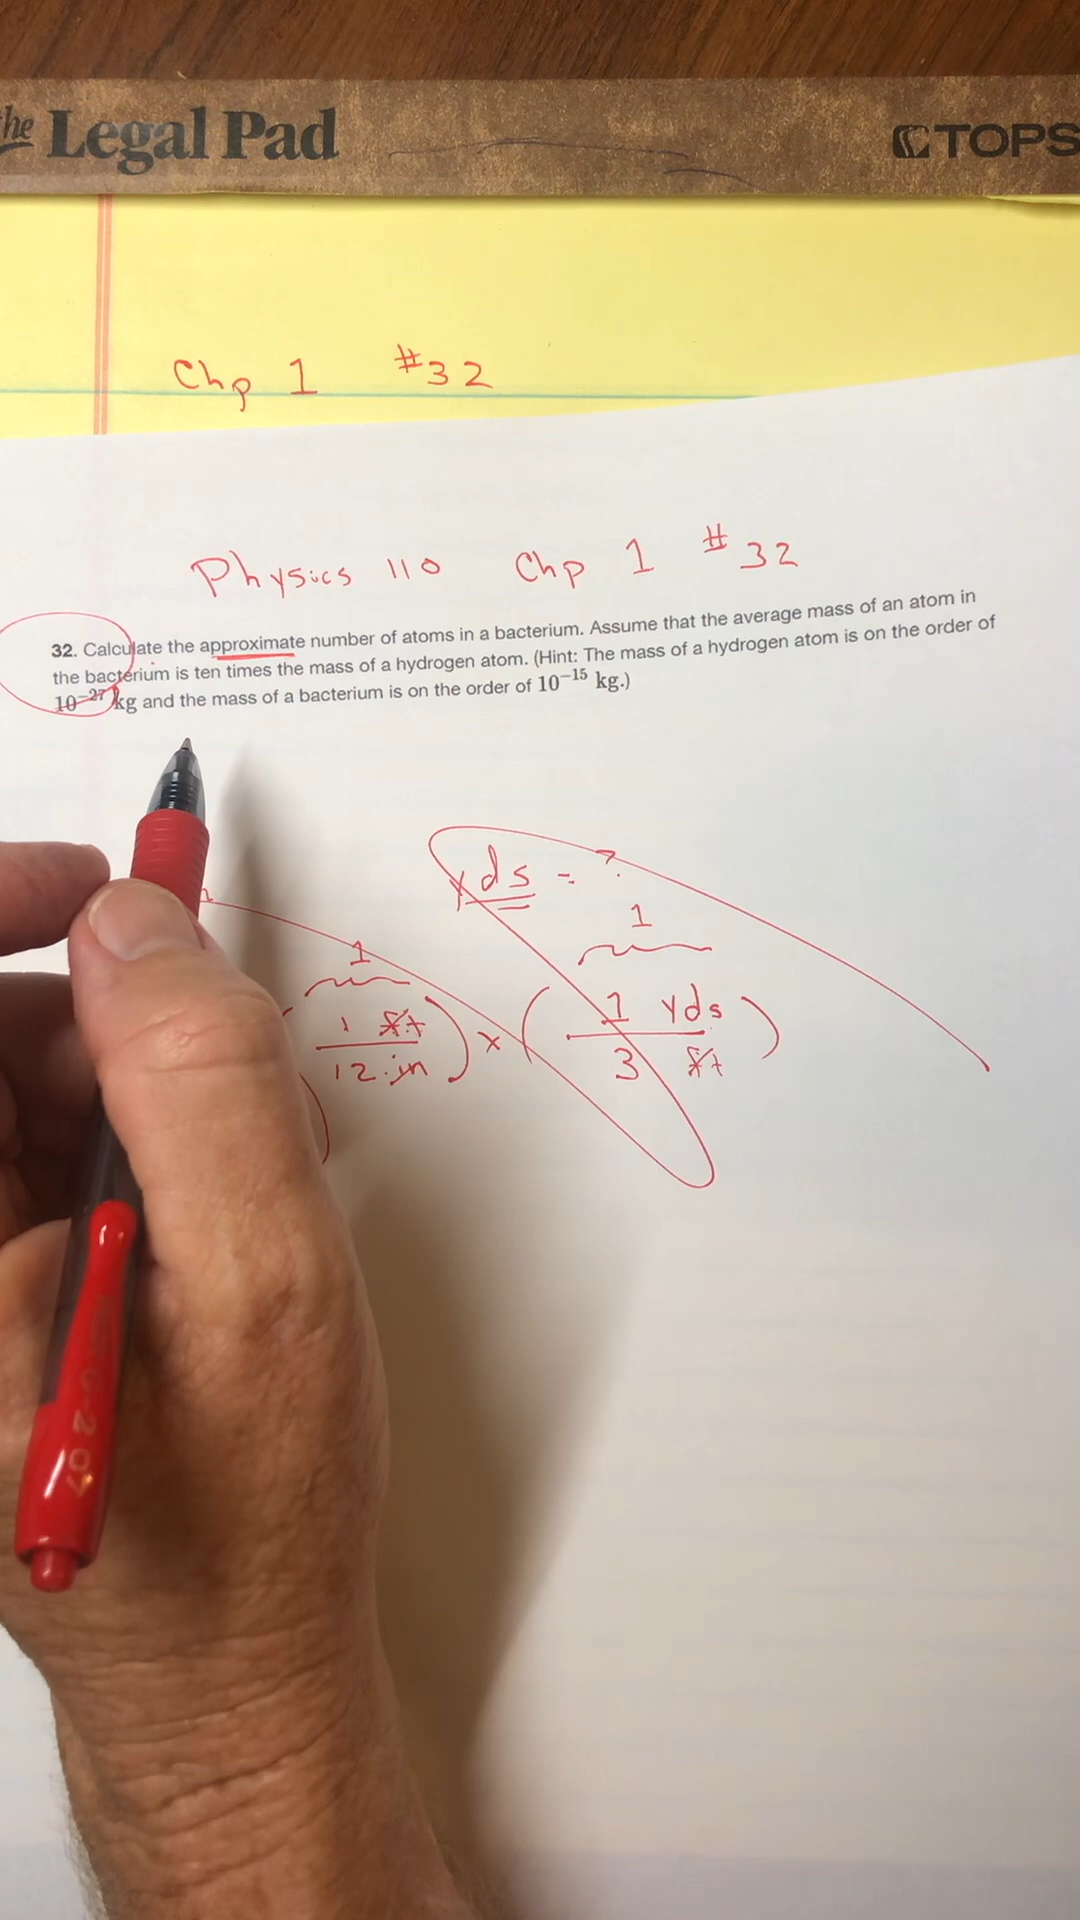 the Legal Pad TOPS
Chp 1 #32
Physics 110 Chp 1 #32
32. Calculate the approximate number of atoms in a bacterium. Assume that the average mass of an atom in
the bacterium is ten times the mass of a hydrogen atom. (Hint: The mass of a hydrogen atom is on the order of
10⁻²⁷ kg and the mass of a bacterium is on the order of 10⁻¹⁵ kg.)
yds = ?
1 1
(1 ft / 12 in) × (1 yds / 3 ft)
G-2 07